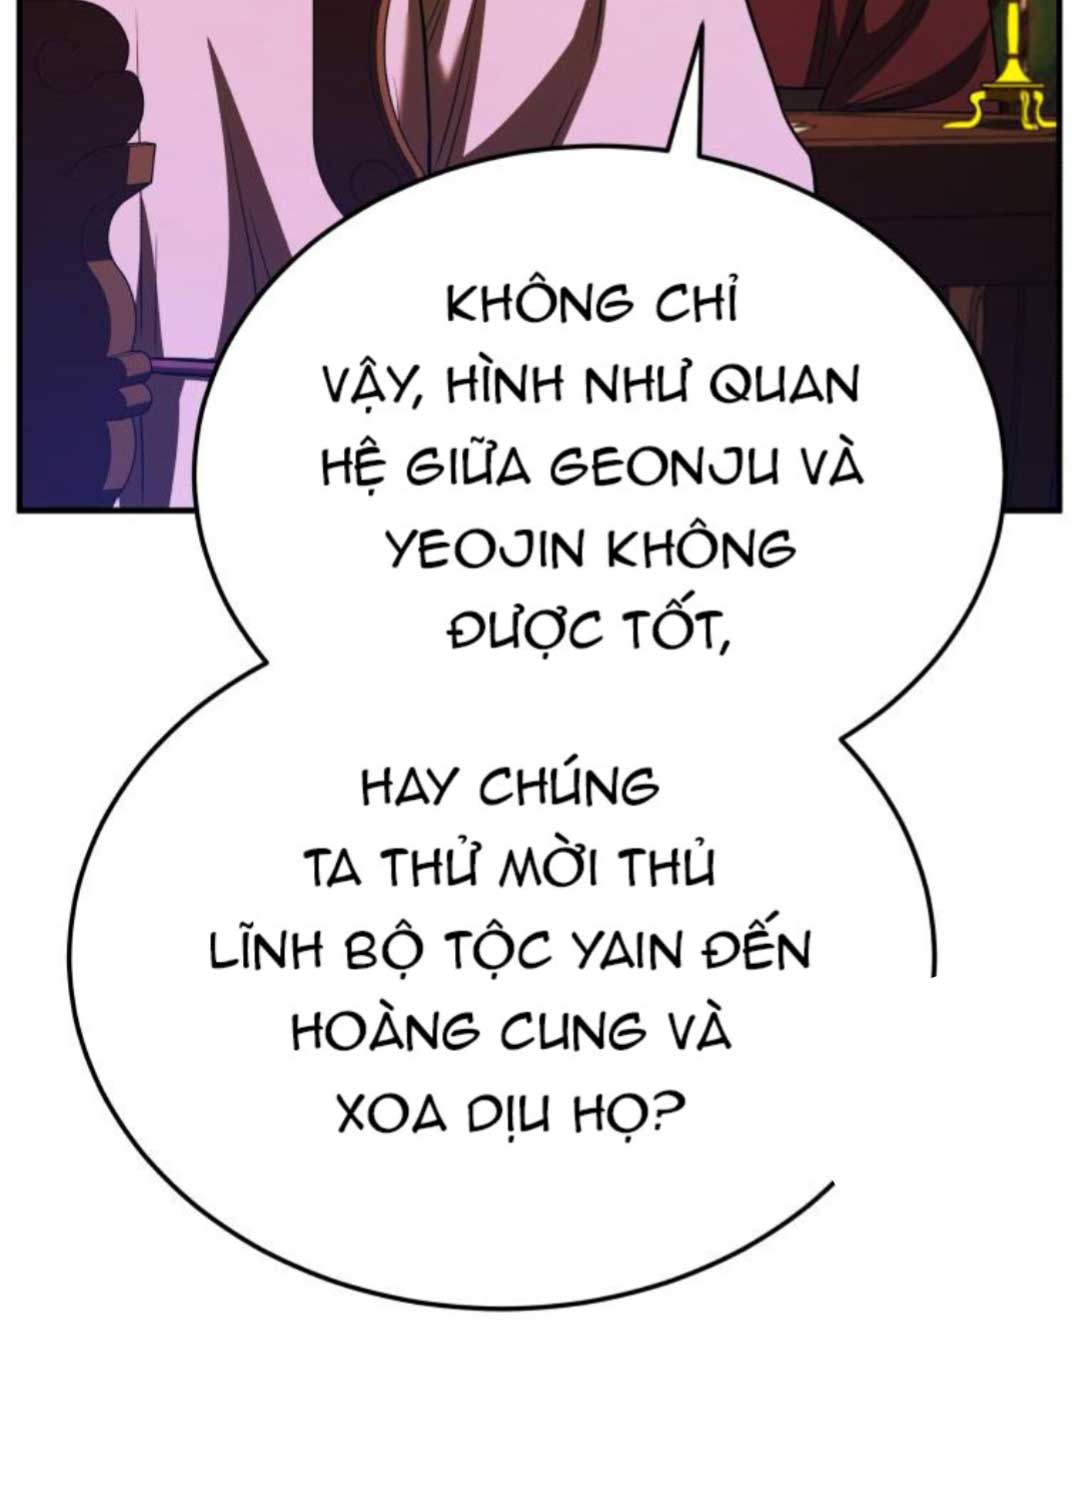 KHÔNG CHỈ
VẬY, HÌNH NHƯ QUAN
HỆ GIỮA GEONJU VÀ
YEOJIN KHÔNG
ĐƯỢC TỐT,
HAY CHÚNG
TA THỬ MỜI THỦ
LĨNH BỘ TỘC YAIN ĐẾN
HOÀNG CUNG VÀ
XOA DỊU HỌ?